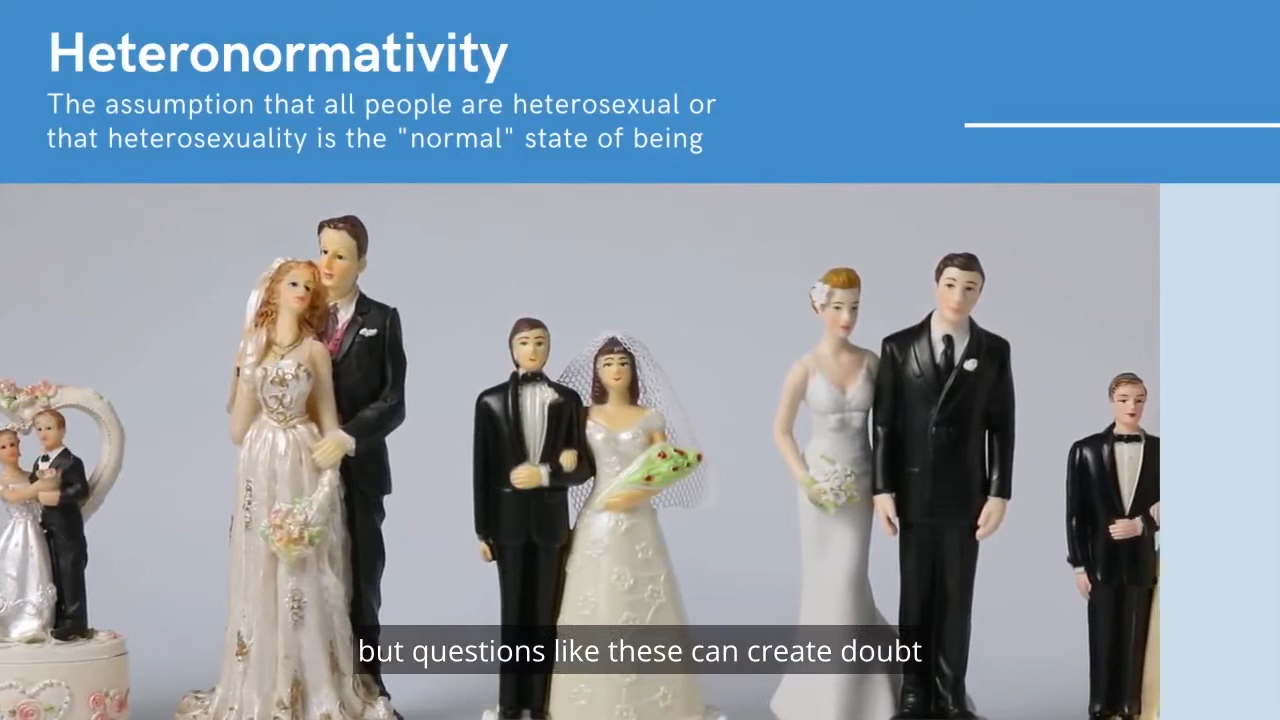 Heteronormativity
The assumption that all people are heterosexual or
that heterosexuality is the "normal" state of being
but questions like these can create doubt